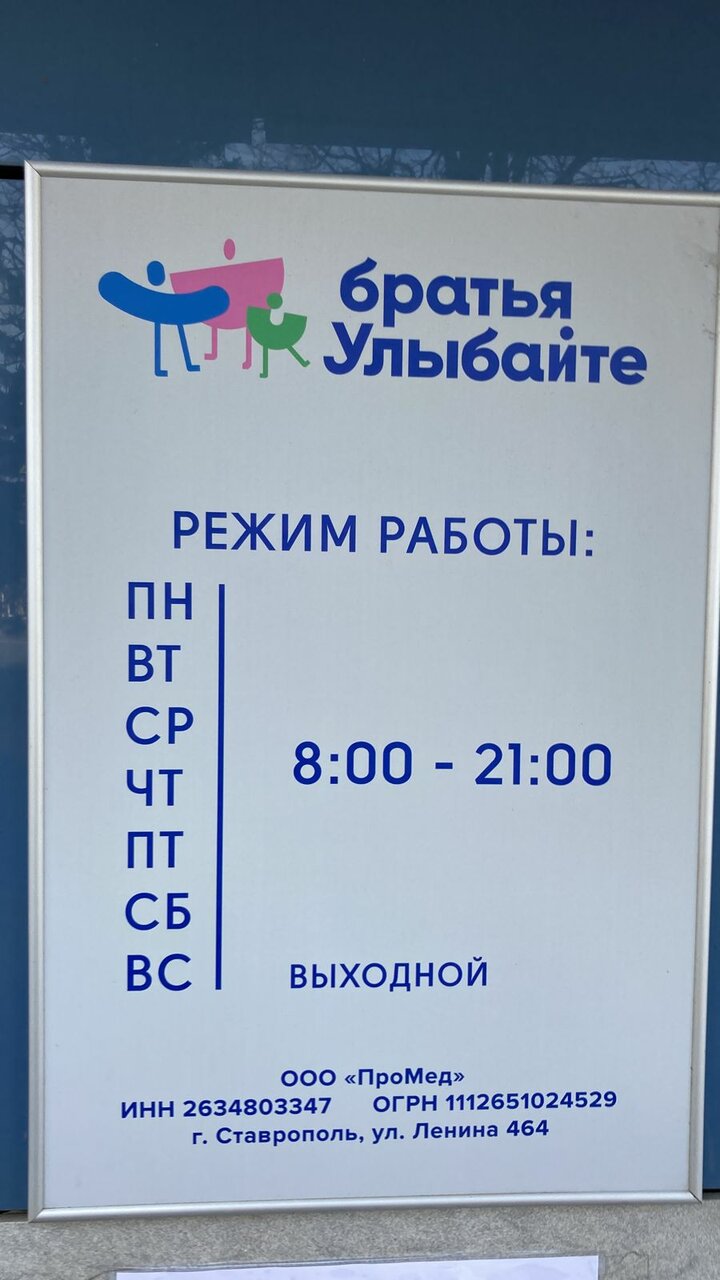 братья
Улыбайте
РЕЖИМ РАБОТЫ:
ПН
ВТ
СР
ЧТ
ПТ
СБ
8:00 - 21:00
ВС ВЫХОДНОЙ
ООО «ПроМед»
ИНН 2634803347 ОГРН 1112651024529
г. Ставрополь, ул. Ленина 464